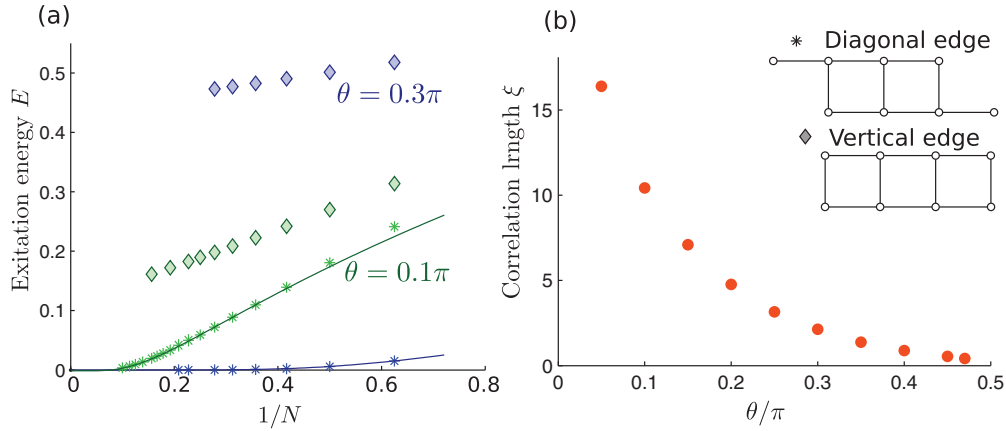 (a)
Exitation energy E
0.5
0.4
0.3
0.2
0.1
0
0
0.2
0.4
0.6
0.8
1/N
θ = 0.3π
θ = 0.1π
(b)
Correlation lrngth ξ
15
10
5
0
0
0.1
0.2
0.3
0.4
0.5
θ/π
Diagonal edge
Vertical edge